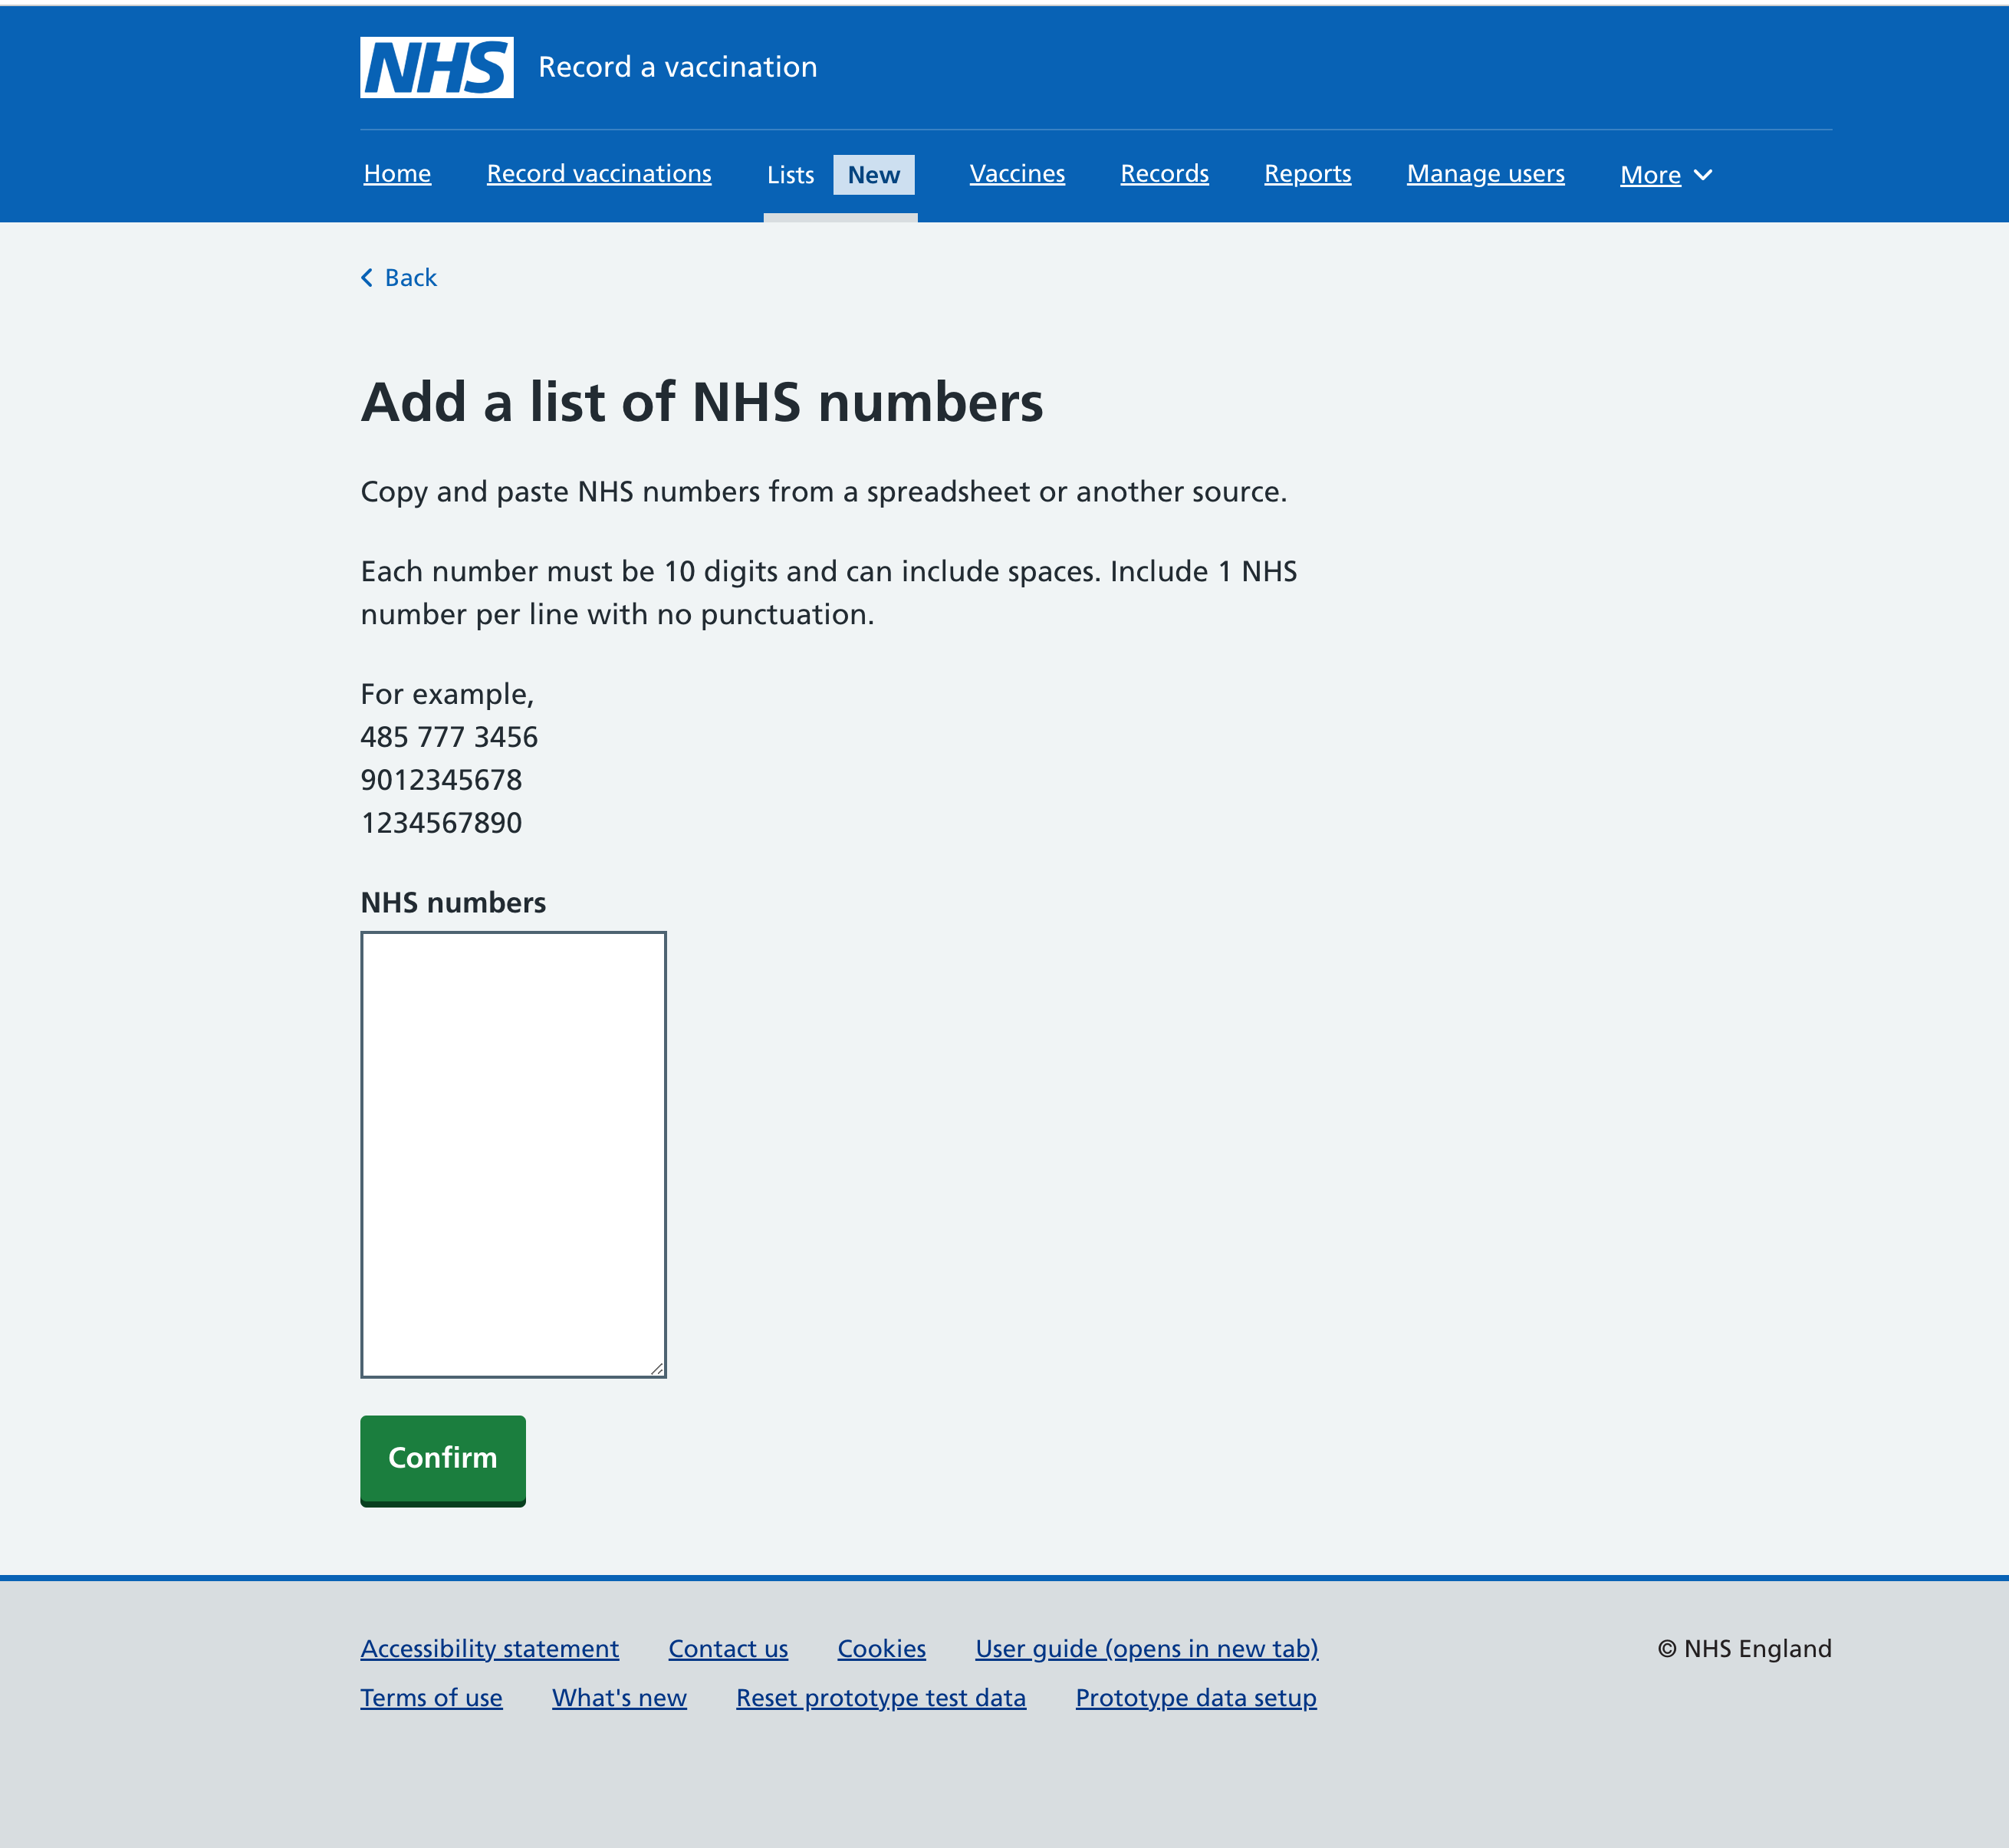 NHS Record a vaccination
Home Record vaccinations Lists New Vaccines Records Reports Manage users More
Back
Add a list of NHS numbers
Copy and paste NHS numbers from a spreadsheet or another source.
Each number must be 10 digits and can include spaces. Include 1 NHS
number per line with no punctuation.
For example,
485 777 3456
9012345678
1234567890
NHS numbers
Confirm
Accessibility statement Contact us Cookies User guide (opens in new tab) © NHS England
Terms of use What's new Reset prototype test data Prototype data setup